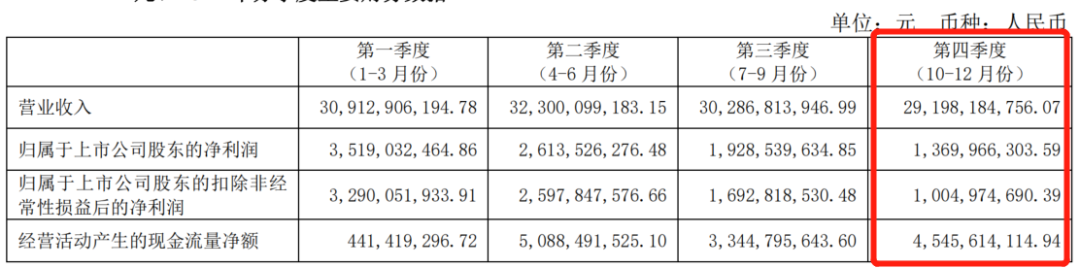 单位：元 币种：人民币
第一季度 第二季度 第三季度 第四季度
（1-3 月份） （4-6 月份） （7-9 月份） （10-12 月份）
营业收入 30,912,906,194.78 32,300,099,183.15 30,286,813,946.99 29,198,184,756.07
归属于上市公司股东的净利润 3,519,032,464.86 2,613,526,276.48 1,928,539,634.85 1,369,966,303.59
归属于上市公司股东的扣除非经
常性损益后的净利润 3,290,051,933.91 2,597,847,576.66 1,692,818,530.48 1,004,974,690.39
经营活动产生的现金流量净额 441,419,296.72 5,088,491,525.10 3,344,795,643.60 4,545,614,114.94